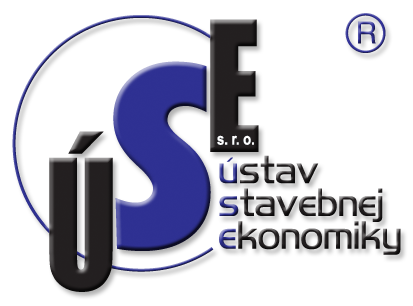 ÚSE
s. r. o.
®
ústav
stavebnej
ekonomiky